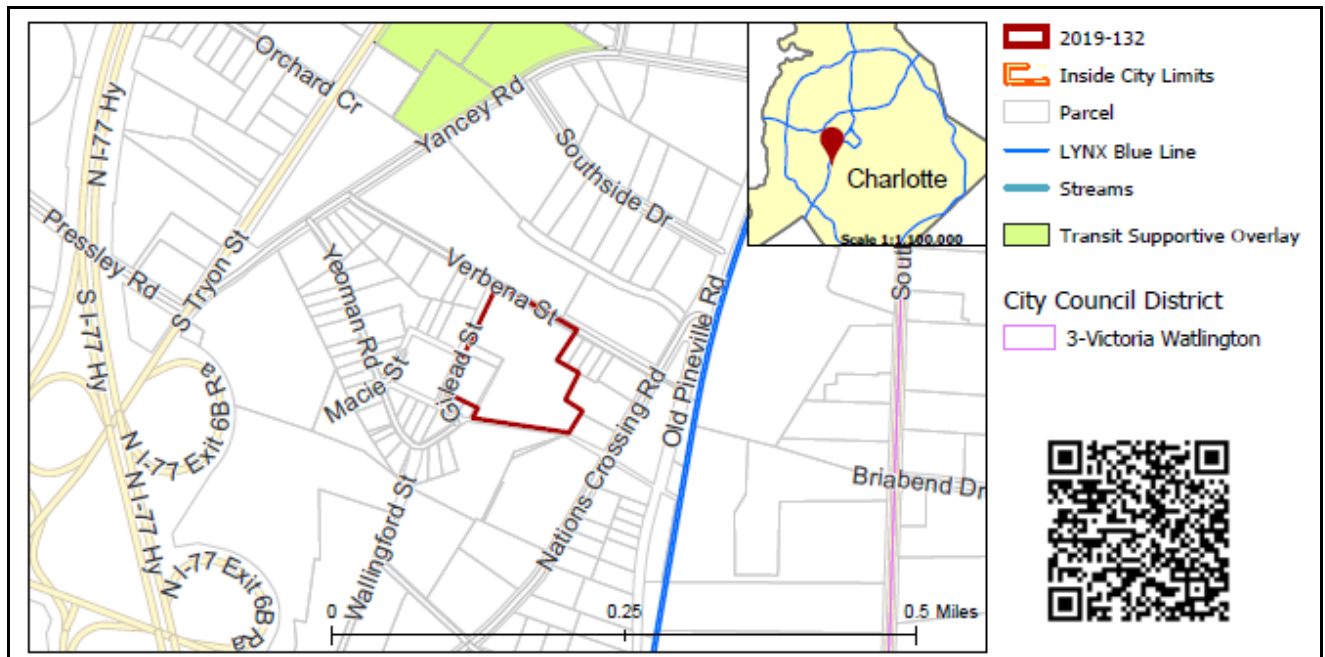 Orchard Cr
N I-77 Hy
Yancey Rd
Southside Dr
Charlotte
Scale 1:1,100,000
Pressley Rd
S Tryon St
S I-77 Hy
Yeoman Rd
Verbena St
Gilead St
Macie St
Old Pineville Rd
South
N I-77 Exit 6B Ra
N I-77 Hy
N I-77 Hy
Wallingford St
Nations Crossing Rd
Briabend Dr
N I-77 Exit 6B Ra
0
0.25
0.5 Miles
2019-132
Inside City Limits
Parcel
LYNX Blue Line
Streams
Transit Supportive Overlay
City Council District
3-Victoria Watlington